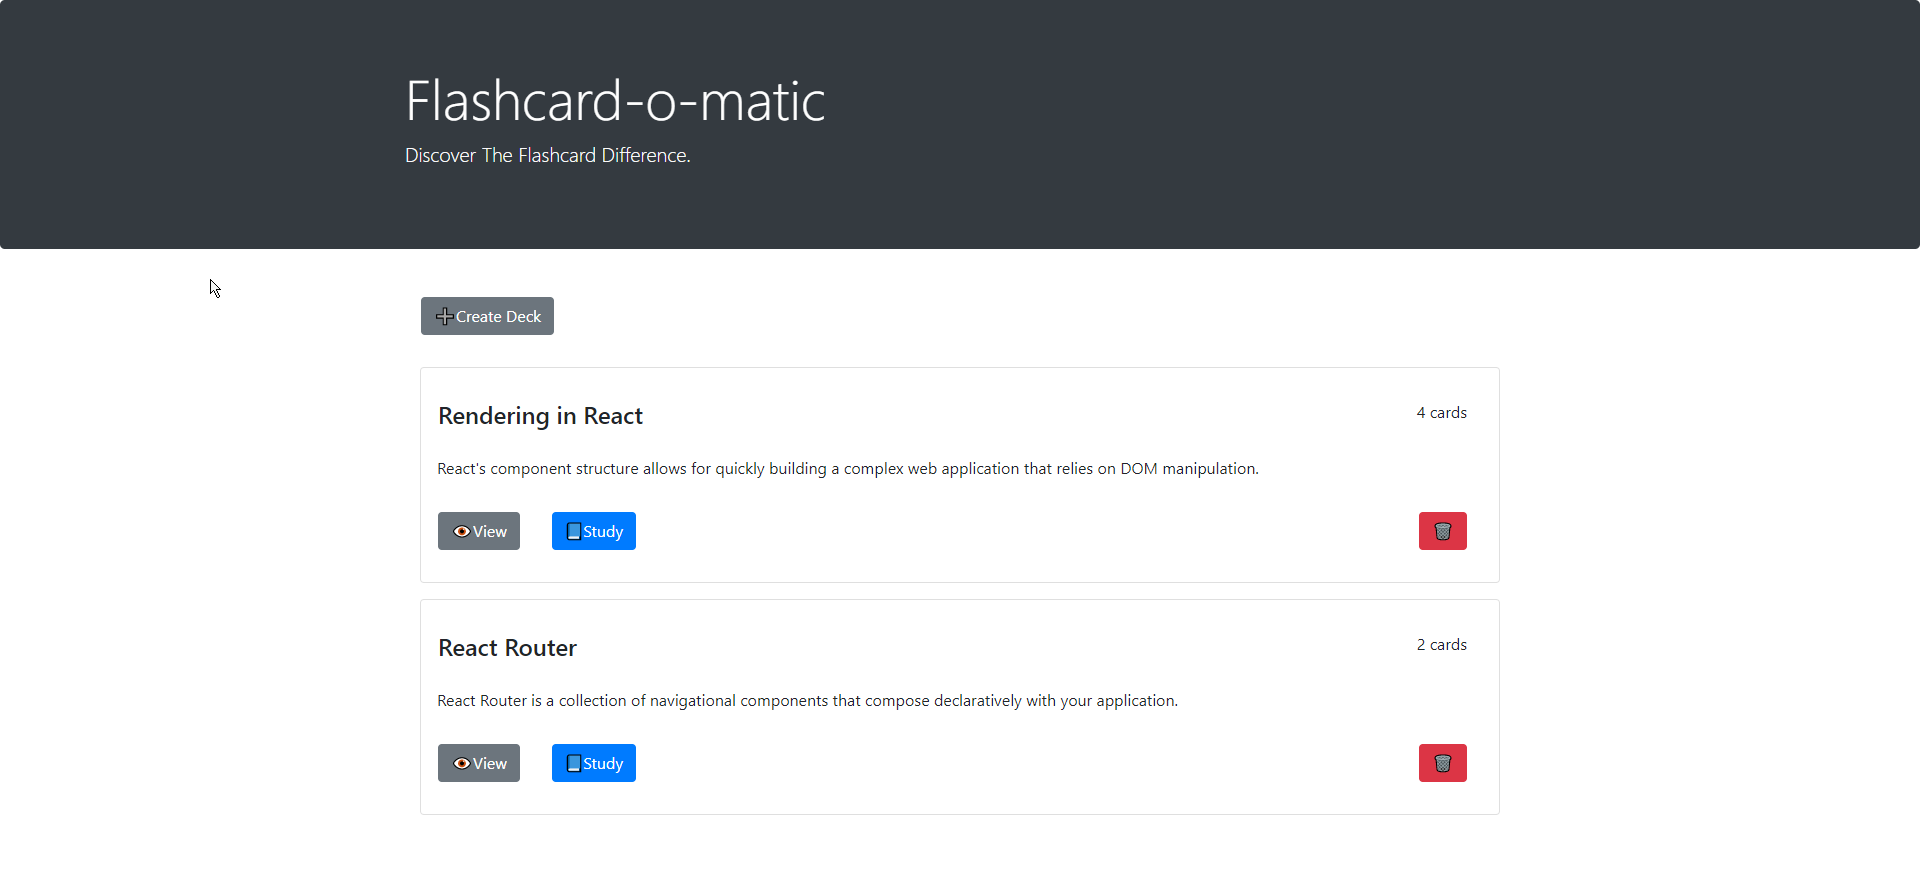 Flashcard-o-matic
Discover The Flashcard Difference.
Create Deck
Rendering in React
4 cards
React's component structure allows for quickly building a complex web application that relies on DOM manipulation.
View
Study
React Router
2 cards
React Router is a collection of navigational components that compose declaratively with your application.
View
Study